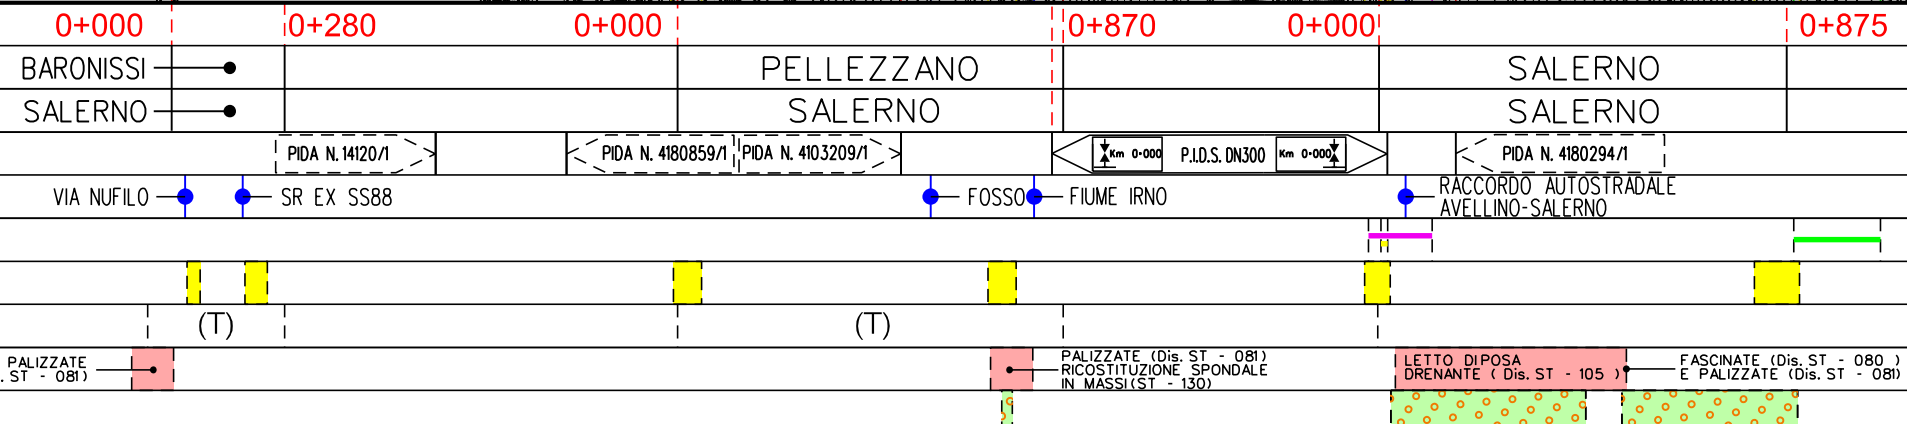 0+000 0+280 0+000 0+870 0+000 0+875
BARONISSI PELLEZZANO SALERNO
SALERNO SALERNO SALERNO
PIDA N.14120/1 PIDA N. 4180859/1 PIDA N. 4103209/1 Km 0+000 P.I.D.S. DN300 Km 0+000 PIDA N. 4180294/1
VIA NUFILO SR EX SS88 FOSSO FIUME IRNO RACCORDO AUTOSTRADALE
AVELLINO-SALERNO
(T) (T)
PALIZZATE
. ST - 081)
PALIZZATE (Dis. ST - 081)
RICOSTITUZIONE SPONDALE
IN MASSI(ST - 130)
LETTO DI POSA
DRENANTE ( Dis. ST - 105 )
FASCINATE (Dis. ST - 080 )
E PALIZZATE (Dis. ST - 081)